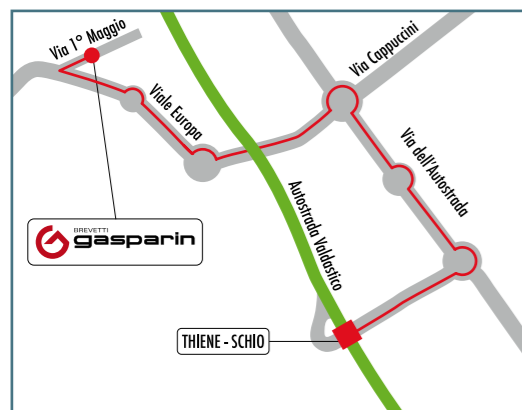 Via 1° Maggio
Via Cappuccini
Viale Europa
Via dell'Autostrada
Autostrada Valdastico
BREVETTI
gasparin
THIENE - SCHIO